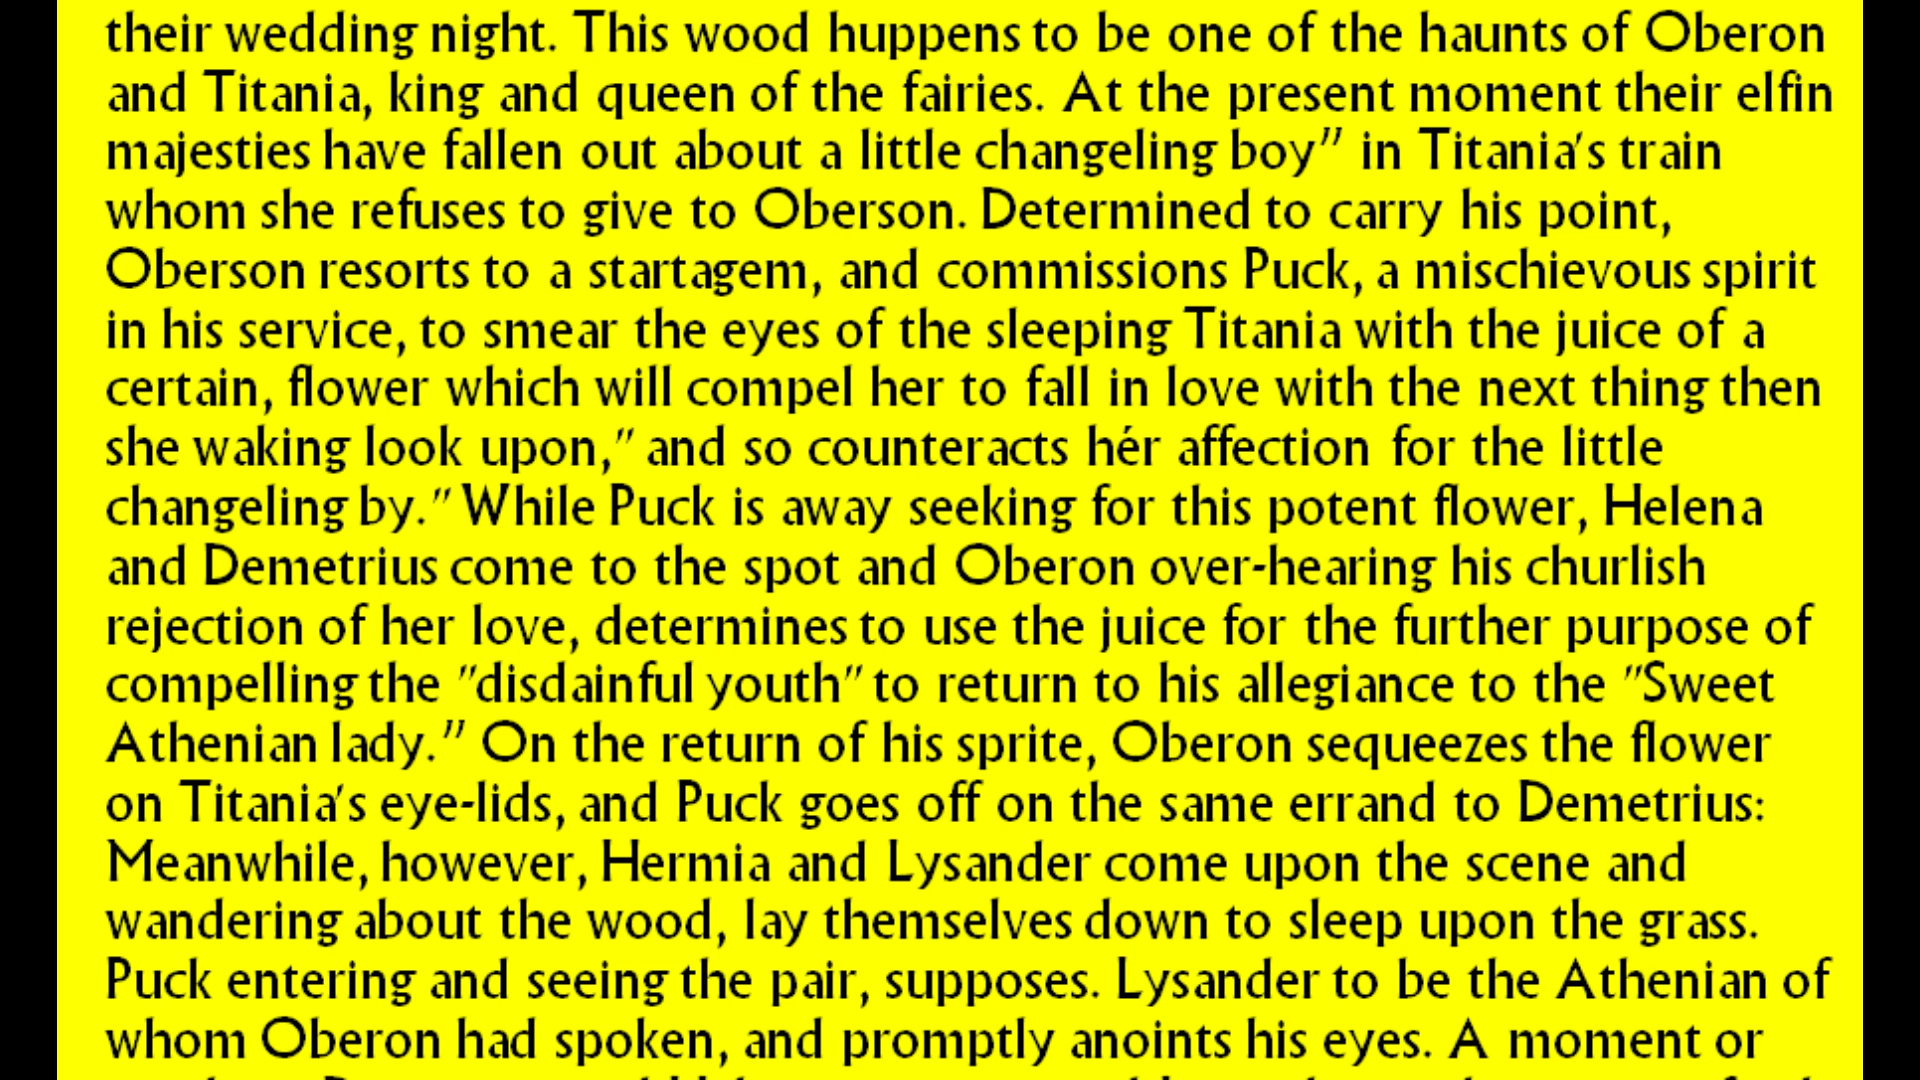 their wedding night. This wood huppens to be one of the haunts of Oberon
and Titania, king and queen of the fairies. At the present moment their elfin
majesties have fallen out about a little changeling boy” in Titania's train
whom she refuses to give to Oberson. Determined to carry his point,
Oberson resorts to a startagem, and commissions Puck, a mischievous spirit
in his service, to smear the eyes of the sleeping Titania with the juice of a
certain, flower which will compel her to fall in love with the next thing then
she waking look upon,” and so counteracts hér affection for the little
changeling by.” While Puck is away seeking for this potent flower, Helena
and Demetrius come to the spot and Oberon over-hearing his churlish
rejection of her love, determines to use the juice for the further purpose of
compelling the "disdainful youth" to return to his allegiance to the "Sweet
Athenian lady.” On the return of his sprite, Oberon sequeezes the flower
on Titania's eye-lids, and Puck goes off on the same errand to Demetrius:
Meanwhile, however, Hermia and Lysander come upon the scene and
wandering about the wood, lay themselves down to sleep upon the grass.
Puck entering and seeing the pair, supposes. Lysander to be the Athenian of
whom Oberon had spoken, and promptly anoints his eyes. A moment or